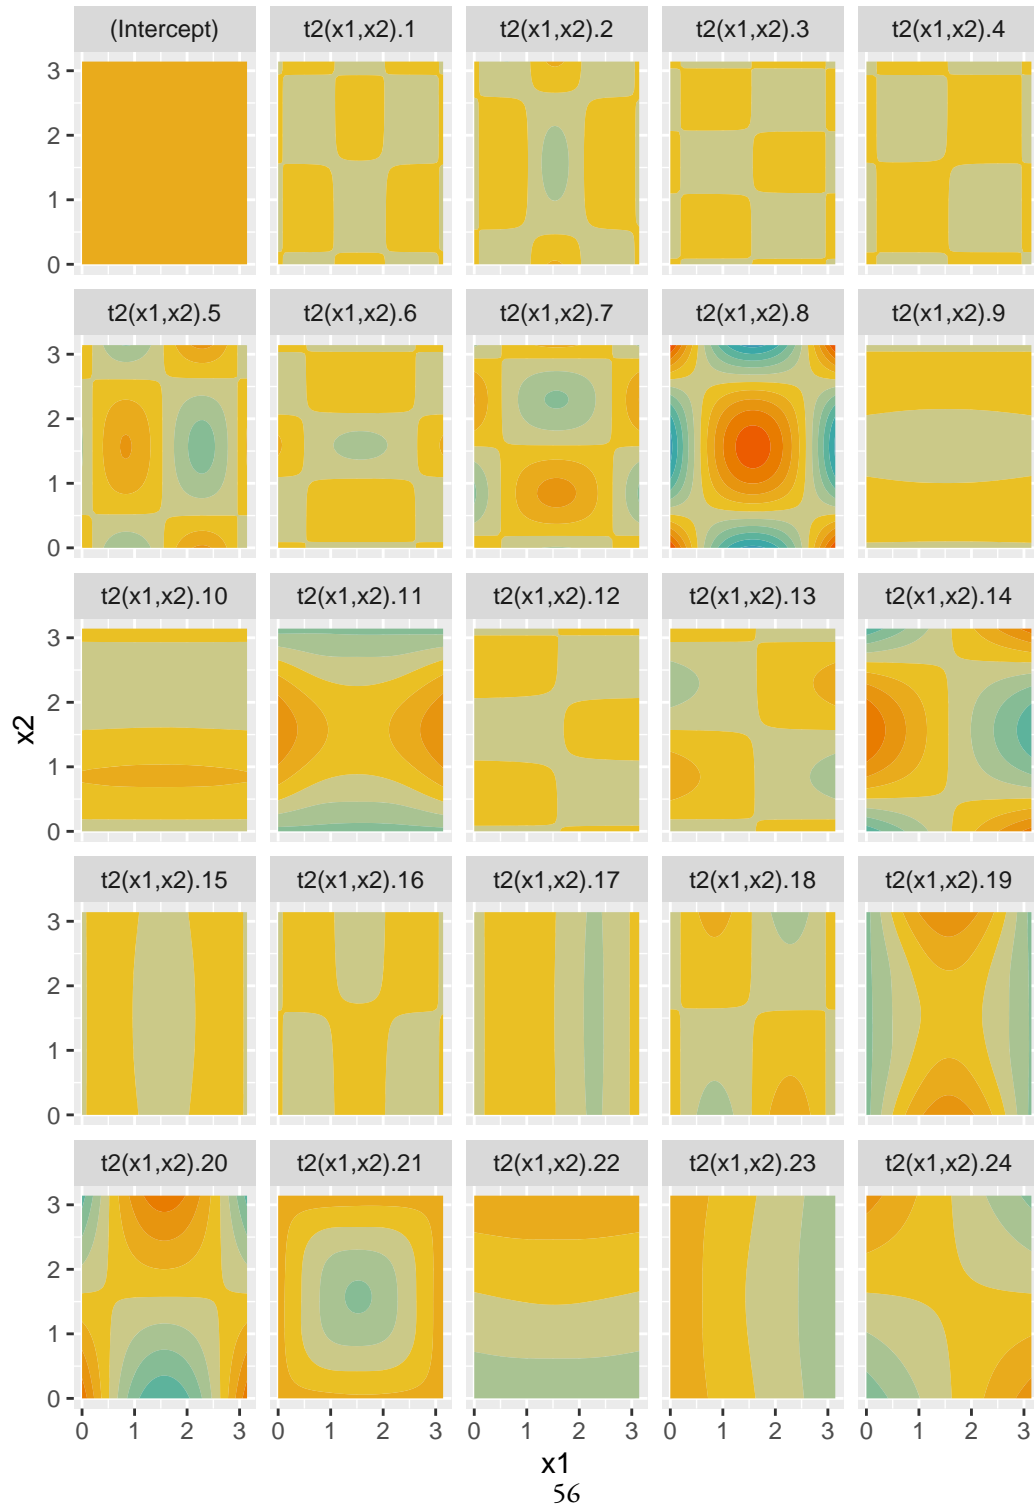 (Intercept) t2(x1,x2).1 t2(x1,x2).2 t2(x1,x2).3 t2(x1,x2).4
3
2
1
0
t2(x1,x2).5 t2(x1,x2).6 t2(x1,x2).7 t2(x1,x2).8 t2(x1,x2).9
3
2
1
0
t2(x1,x2).10 t2(x1,x2).11 t2(x1,x2).12 t2(x1,x2).13 t2(x1,x2).14
3
2
1
0
x2
t2(x1,x2).15 t2(x1,x2).16 t2(x1,x2).17 t2(x1,x2).18 t2(x1,x2).19
3
2
1
0
t2(x1,x2).20 t2(x1,x2).21 t2(x1,x2).22 t2(x1,x2).23 t2(x1,x2).24
3
2
1
0
0 1 2 3 0 1 2 3 0 1 2 3 0 1 2 3 0 1 2 3
x1
56